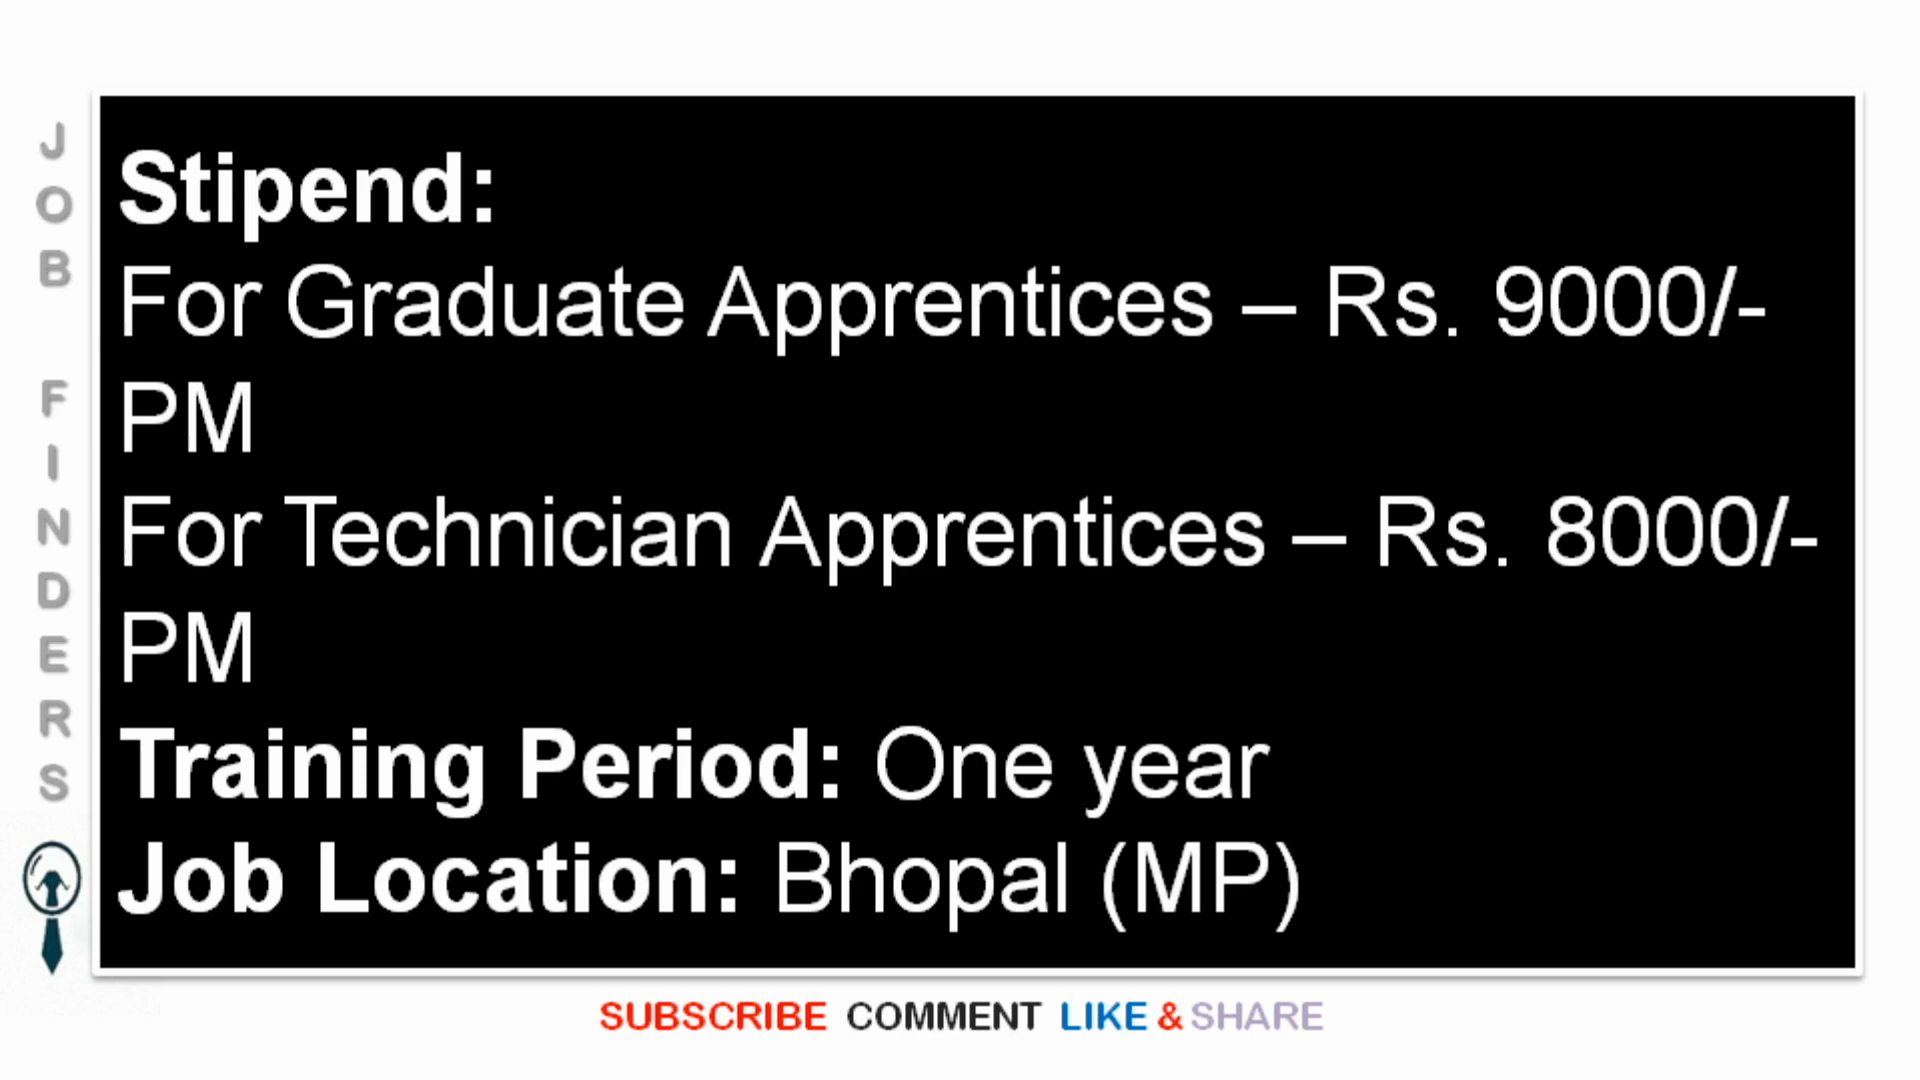 JOB FINDERS
Stipend:
For Graduate Apprentices – Rs. 9000/-
PM
For Technician Apprentices – Rs. 8000/-
PM
Training Period: One year
Job Location: Bhopal (MP)
SUBSCRIBE COMMENT LIKE & SHARE